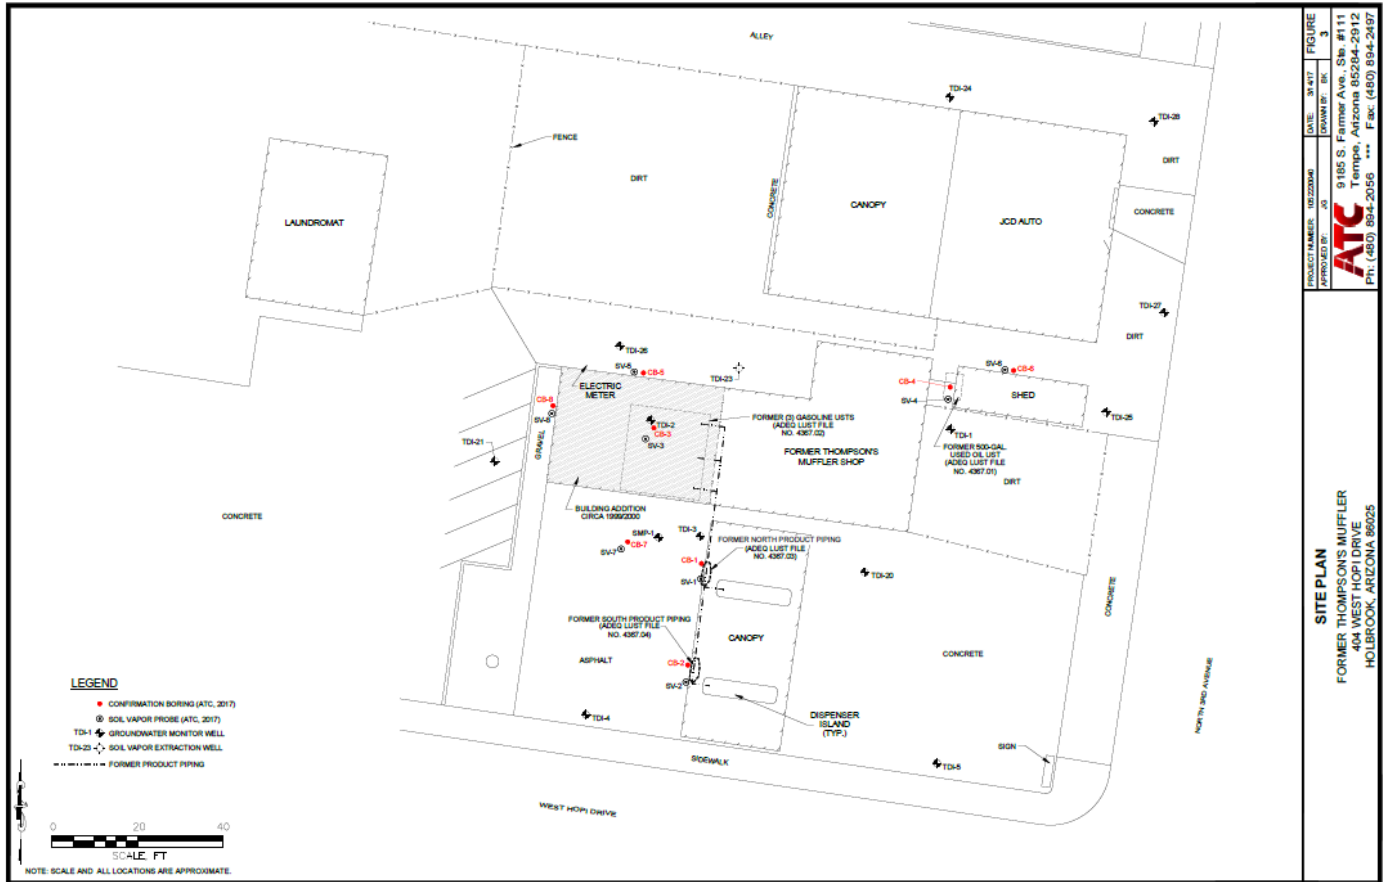 ALLEY
TDI-24
TDI-28
FENCE
DIRT
DIRT
CONCRETE
CANOPY
CONCRETE
LAUNDROMAT
JCD AUTO
TDI-27
DIRT
TDI-26
SV-5
CB-5
TDI-23
SV-6
CB-6
ELECTRIC
METER
CB-4
SHED
SV-4
CB-8
SV-8
TDI-25
TDI-2
CB-3
SV-3
FORMER (3) GASOLINE USTS
(ADEQ LUST FILE
NO. 4367.02)
TDI-1
TDI-21
GRAVEL
FORMER THOMPSON'S
MUFFLER SHOP
FORMER 500-GAL
USED OIL UST
(ADEQ LUST FILE
NO. 4367.01)
DIRT
BUILDING ADDITION
CIRCA 1999/2000
CONCRETE
SMP-1
TDI-3
CB-7
SV-7
FORMER NORTH PRODUCT PIPING
(ADEQ LUST FILE
NO. 4367.03)
CB-1
SV-1
TDI-20
CONCRETE
FORMER SOUTH PRODUCT PIPING
(ADEQ LUST FILE
NO. 4367.04)
CANOPY
ASPHALT
CB-2
SV-2
CONCRETE
TDI-4
DISPENSER
ISLAND
(TYP.)
SIGN
NORTH 3RD AVENUE
SIDEWALK
TDI-5
WEST HOPI DRIVE
LEGEND
CONFIRMATION BORING (ATC, 2017)
SOIL VAPOR PROBE (ATC, 2017)
TDI-1 GROUNDWATER MONITOR WELL
TDI-23 SOIL VAPOR EXTRACTION WELL
FORMER PRODUCT PIPING
0 20 40
SCALE, FT
NOTE: SCALE AND ALL LOCATIONS ARE APPROXIMATE.
SITE PLAN
FORMER THOMPSON'S MUFFLER
404 WEST HOPI DRIVE
HOLBROOK, ARIZONA 86025
PROJECT NUMBER:
DATE: 3/14/17
FIGURE
APPROVED BY: JG
DRAWN BY: BK
3
ATC
9185 S. Farmer Ave., Ste. #111
Tempe, Arizona 85284-2912
Ph: (480) 894-2056 *** Fax: (480) 894-2497